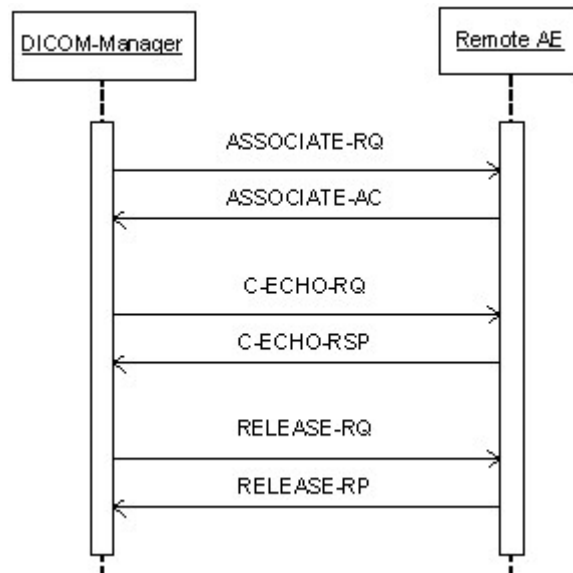 DICOM-Manager
Remote AE
ASSOCIATE-RQ
ASSOCIATE-AC
C-ECHO-RQ
C-ECHO-RSP
RELEASE-RQ
RELEASE-RP